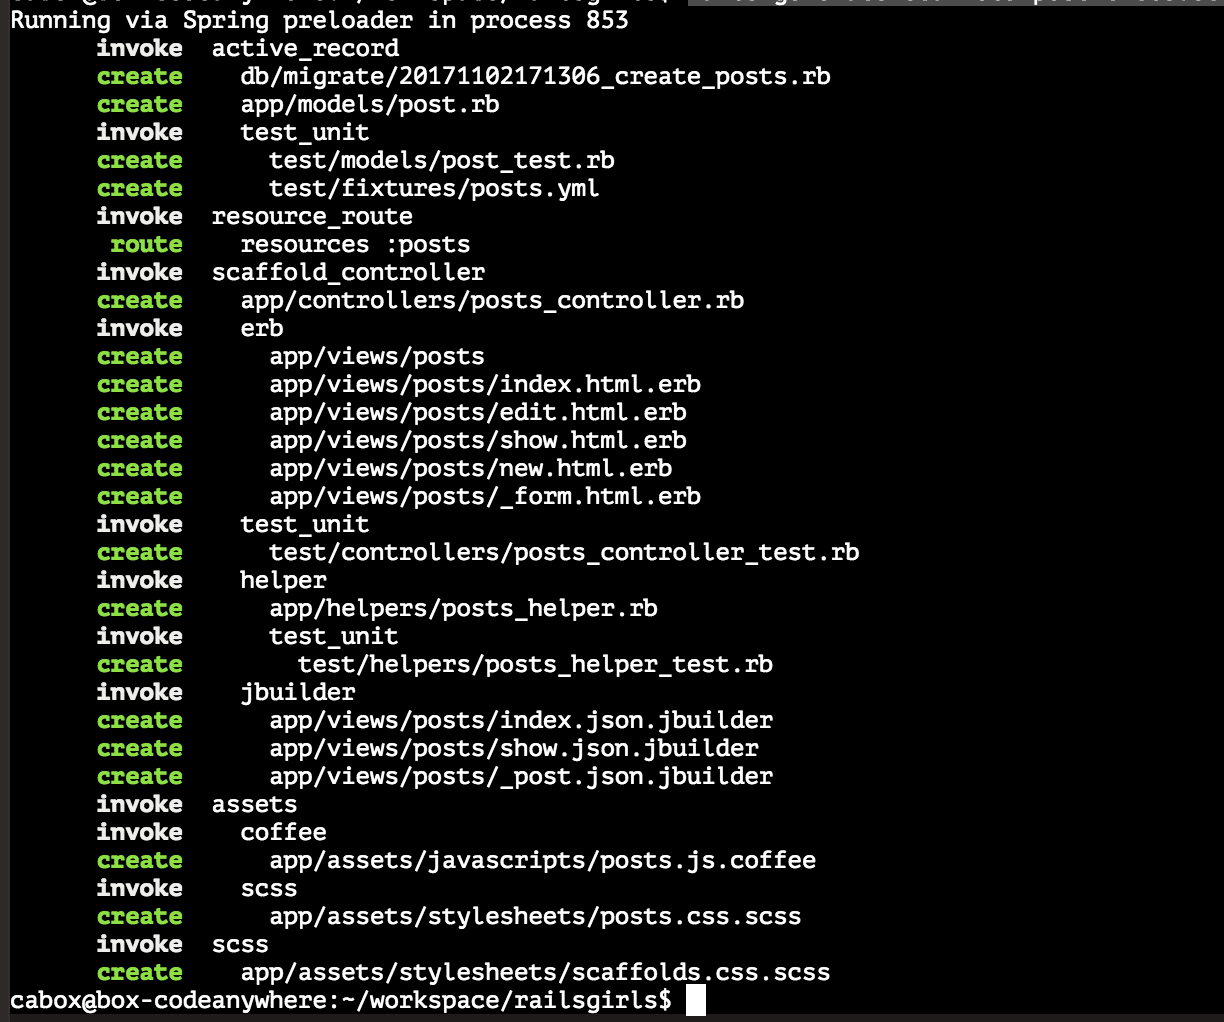 Running via Spring preloader in process 853
invoke active_record
create db/migrate/20171102171306_create_posts.rb
create app/models/post.rb
invoke test_unit
create test/models/post_test.rb
create test/fixtures/posts.yml
invoke resource_route
route resources :posts
invoke scaffold_controller
create app/controllers/posts_controller.rb
invoke erb
create app/views/posts
create app/views/posts/index.html.erb
create app/views/posts/edit.html.erb
create app/views/posts/show.html.erb
create app/views/posts/new.html.erb
create app/views/posts/_form.html.erb
invoke test_unit
create test/controllers/posts_controller_test.rb
invoke helper
create app/helpers/posts_helper.rb
invoke test_unit
create test/helpers/posts_helper_test.rb
invoke jbuilder
create app/views/posts/index.json.jbuilder
create app/views/posts/show.json.jbuilder
create app/views/posts/_post.json.jbuilder
invoke assets
invoke coffee
create app/assets/javascripts/posts.js.coffee
invoke scss
create app/assets/stylesheets/posts.css.scss
invoke scss
create app/assets/stylesheets/scaffolds.css.scss
cabox@box-codeanywhere:~/workspace/railsgirls$